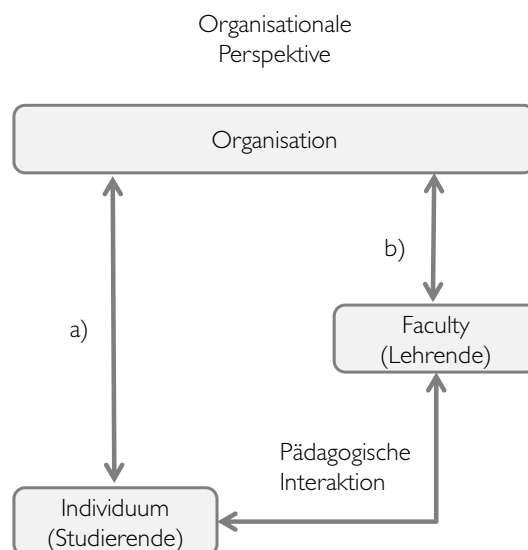 Organisationale
Perspektive
Organisation
b)
a)
Faculty
(Lehrende)
Pädagogische
Interaktion
Individuum
(Studierende)